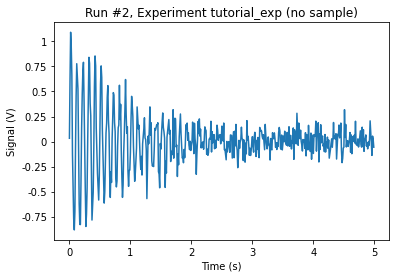 Run #2, Experiment tutorial_exp (no sample)
Signal (V)
1
0.75
0.5
0.25
0
-0.25
-0.5
-0.75
0 1 2 3 4 5
Time (s)